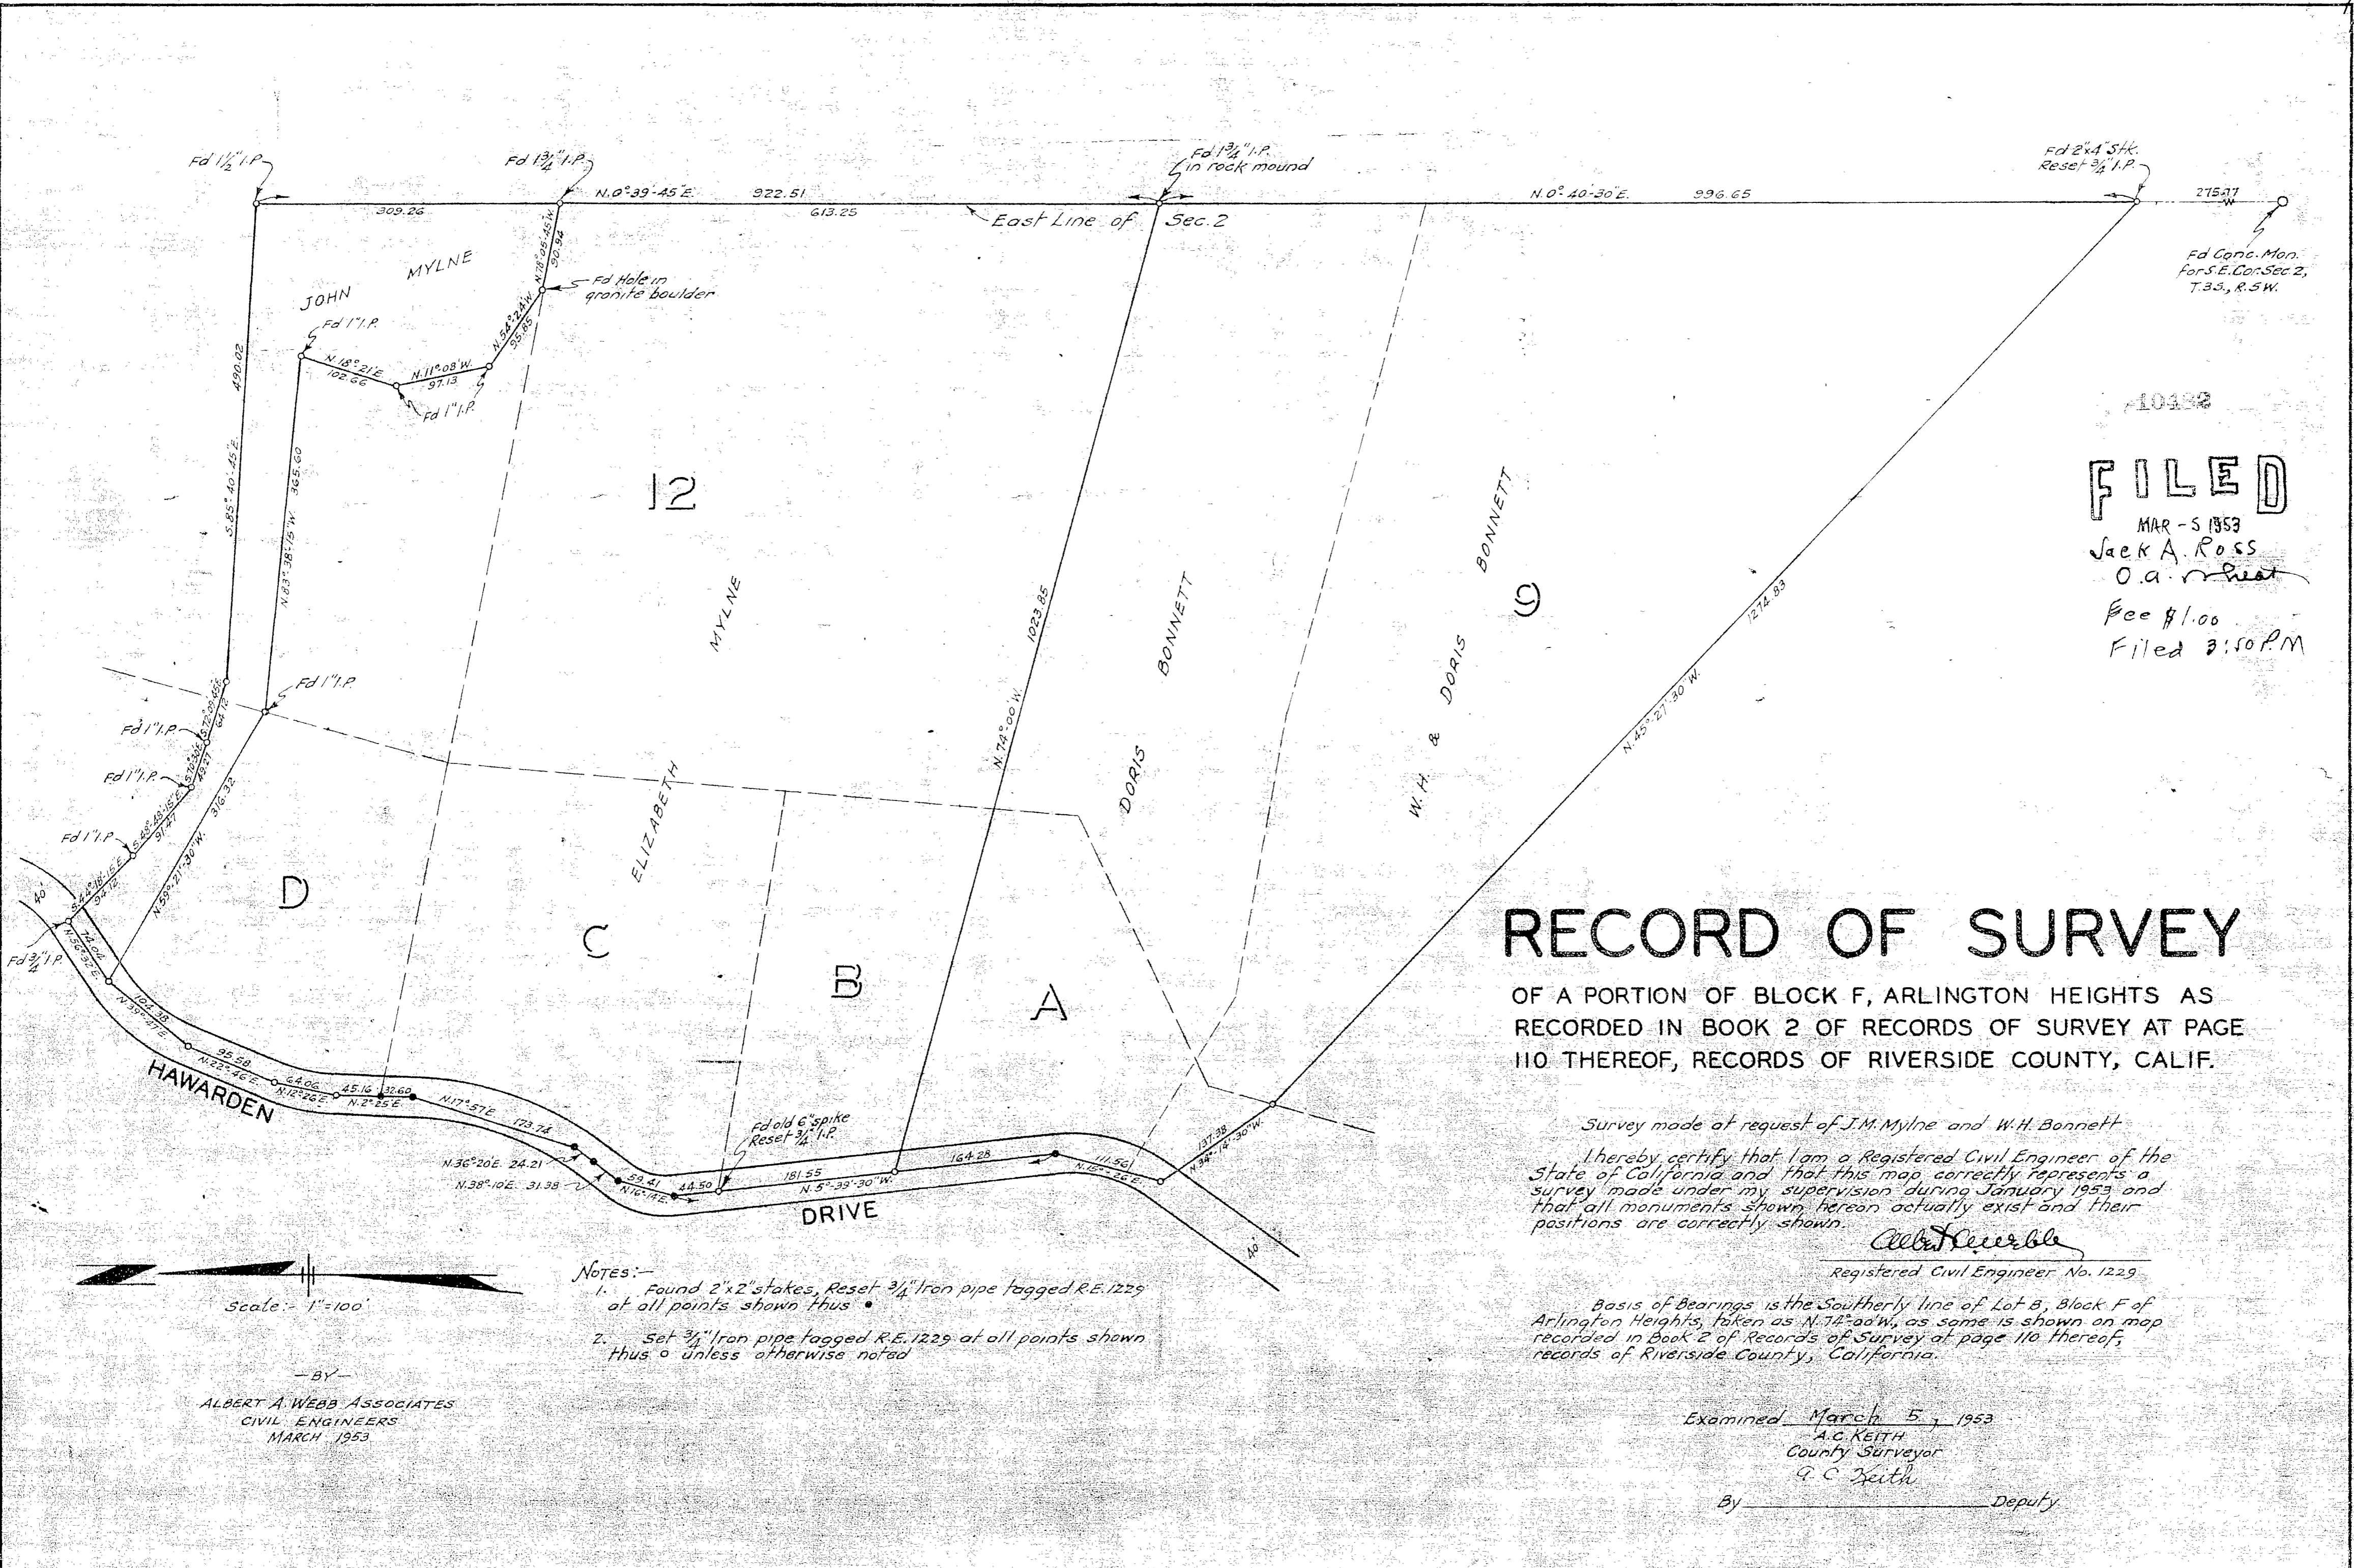 Fd 1½" I.P.
Fd 1¾" I.P.
Fd 1¾" I.P.
in rock mound
Fd 2"x4" Stk.
Reset ¾" I.P.
N.0°-39'-45"E. 922.51
309.26
613.25
East Line of Sec. 2
N.0°-40'-30"E. 996.65
Fd Conc. Mon.
for S.E. Cor. Sec 2,
T.3S., R.5W.
N.78°-05'-45"W.
90.94
JOHN MYLNE
Fd Hole in
granite boulder
N.54°-24'W.
95.85
Fd 1" I.P.
N.18°-21'E.
102.66
N.11°-08'W.
97.13
Fd 1" I.P.
S.85°-40'-45"E. 490.02
N.83°-38'-15"W. 365.60
12
ELIZABETH MYLNE
N.74°-00'W. 1023.85
DORIS BONNETT
W.H. & DORIS BONNETT
9
N.45°-27'-30"W. 1274.83
FILED
MAR - 5 1953
Jack A. Ross
Fee $1.00
Filed 3:50 P.M
Fd 1" I.P.
64.12
Fd 1" I.P.
49.27
Fd 1" I.P.
S.48°-48'-15"E.
91.47
Fd 1" I.P.
94.12
N.59°-21'-30"W. 316.32
40'
Fd ¾" I.P.
74.04
N.56°-32'E.
104.38
N.39°-47'E.
95.58
N.22°-46'E.
64.06
N.12°-26'E.
45.16 32.60
N.2°-25'E.
N.17°-57'E
173.74
N.36°-20'E. 24.21
N.38°-10'E. 31.38
59.41
N.16°-14'E.
44.50
Fd old 6" spike
Reset ¾" I.P.
181.55
N.5°-39'-30"W.
164.28
111.56
N.15°-26'E.
137.38
N.34°-14'-30"W.
40'
D
C
B
A
HAWARDEN DRIVE
RECORD OF SURVEY
OF A PORTION OF BLOCK F, ARLINGTON HEIGHTS AS
RECORDED IN BOOK 2 OF RECORDS OF SURVEY AT PAGE
110 THEREOF, RECORDS OF RIVERSIDE COUNTY, CALIF.
Survey made at request of J.M. Mylne and W.H. Bonnett
I hereby certify that I am a Registered Civil Engineer of the
State of California and that this map correctly represents a
survey made under my supervision during January 1953 and
that all monuments shown hereon actually exist and their
positions are correctly shown.
Registered Civil Engineer No. 1229
Basis of Bearings is the Southerly line of Lot 8, Block F of
Arlington Heights, taken as N.74°-00'W., as same is shown on map
recorded in Book 2 of Records of Survey at page 110 thereof,
records of Riverside County, California.
Examined March 5, 1953
A.C. KEITH
County Surveyor
A. C. Keith
By Deputy
Scale:- 1"=100'
NOTES:-
1. Found 2"x2" stakes, Reset ¾" Iron pipe tagged R.E. 1229
at all points shown thus •
2. Set ¾" Iron pipe tagged R.E. 1229 at all points shown
thus o unless otherwise noted
-BY-
ALBERT A. WEBB ASSOCIATES
CIVIL ENGINEERS
MARCH 1953